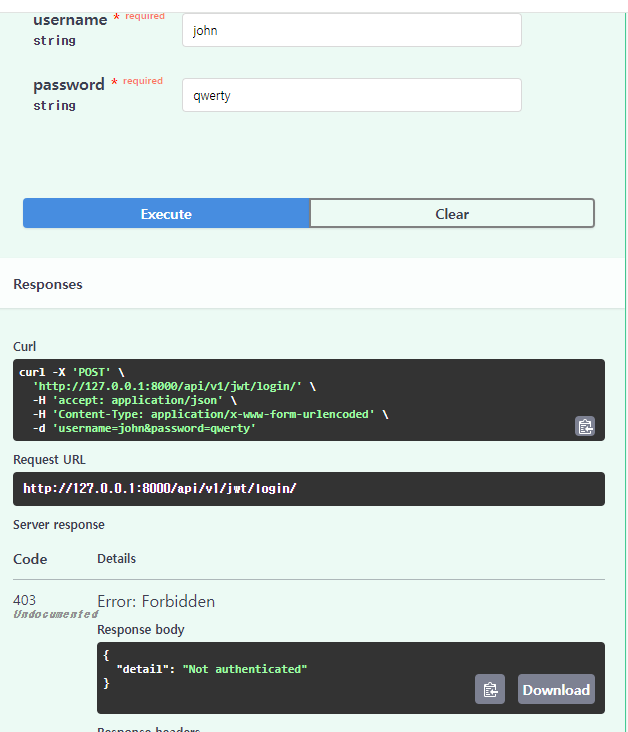 username * required
string
john
password * required
string
qwerty
Execute
Clear
Responses
Curl
curl -X 'POST' \
'http://127.0.0.1:8000/api/v1/jwt/login/' \
-H 'accept: application/json' \
-H 'Content-Type: application/x-www-form-urlencoded' \
-d 'username=john&password=qwerty'
Request URL
http://127.0.0.1:8000/api/v1/jwt/login/
Server response
Code
Details
403
Undocumented
Error: Forbidden
Response body
{
"detail": "Not authenticated"
}
Download
Response headers